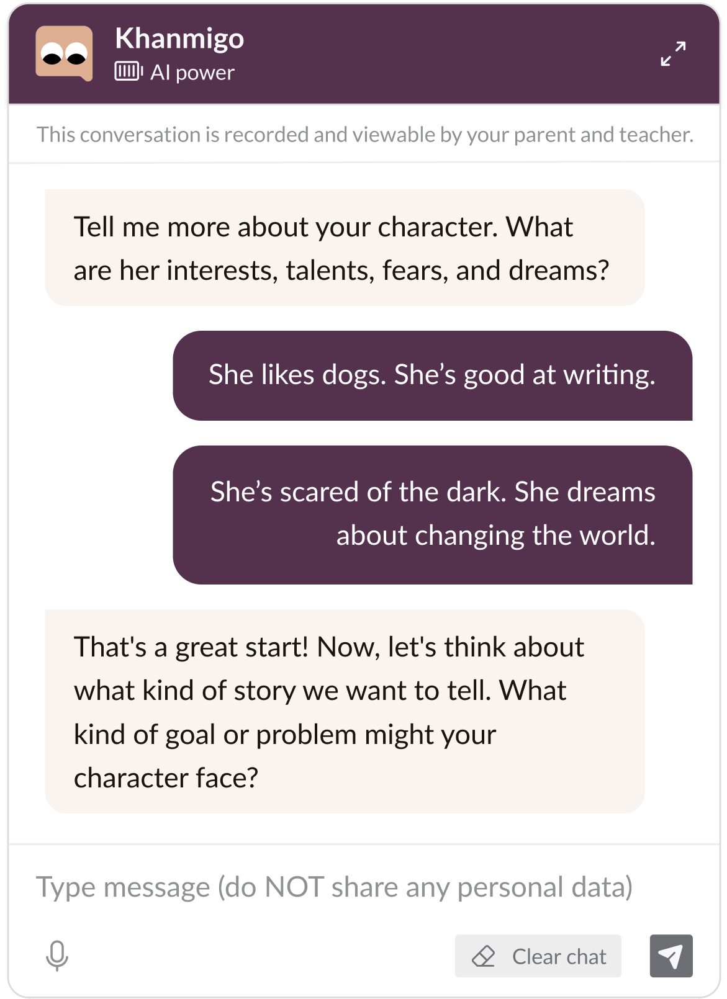 Khanmigo
AI power
This conversation is recorded and viewable by your parent and teacher.
Tell me more about your character. What
are her interests, talents, fears, and dreams?
She likes dogs. She’s good at writing.
She’s scared of the dark. She dreams
about changing the world.
That's a great start! Now, let's think about
what kind of story we want to tell. What
kind of goal or problem might your
character face?
Type message (do NOT share any personal data)
Clear chat